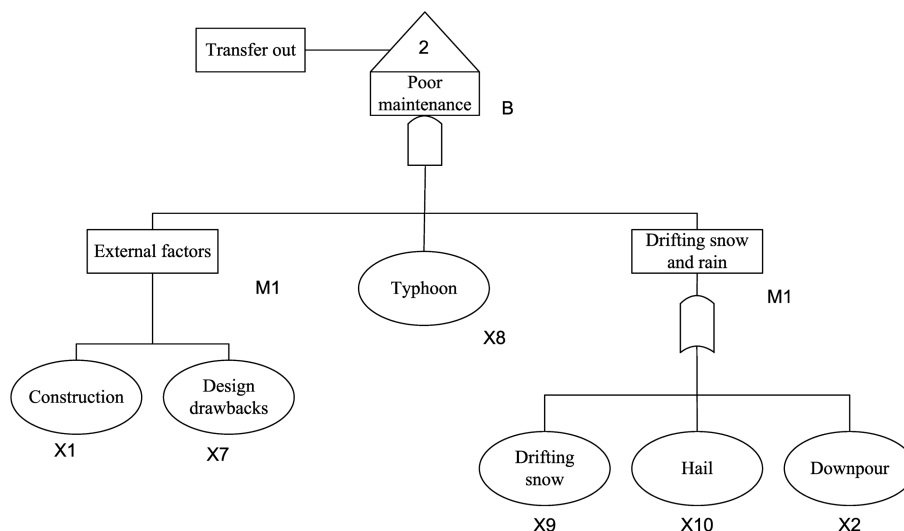 2
Transfer out
Poor
maintenance
B
External factors
Drifting snow
and rain
M1
Typhoon
M1
X8
Construction
Design
drawbacks
X1
X7
Drifting
snow
Hail
Downpour
X9
X10
X2